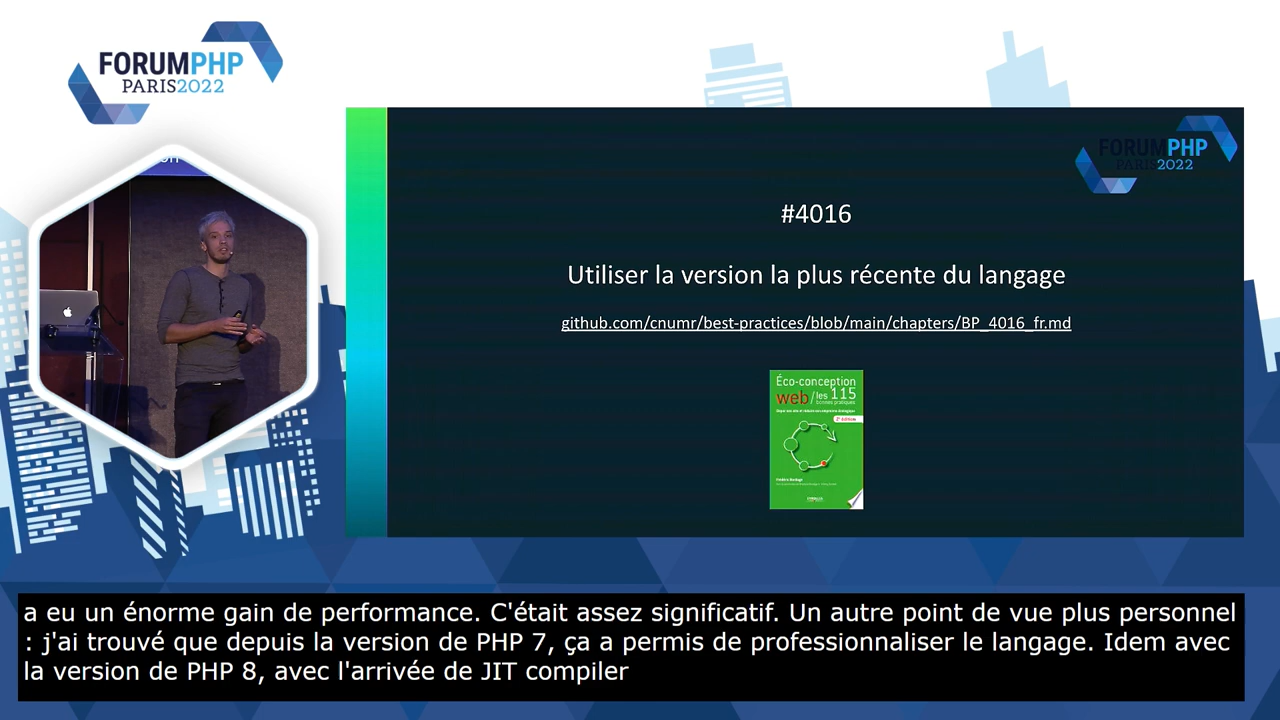 FORUMPHP
PARIS2022
FORUMPHP
PARIS2022
#4016
Utiliser la version la plus récente du langage
github.com/cnumr/best-practices/blob/main/chapters/BP_4016_fr.md
Éco-conception
web / les 115
bonnes pratiques
Frédéric Bordage
a eu un énorme gain de performance. C'était assez significatif. Un autre point de vue plus personnel
: j'ai trouvé que depuis la version de PHP 7, ça a permis de professionnaliser le langage. Idem avec
la version de PHP 8, avec l'arrivée de JIT compiler